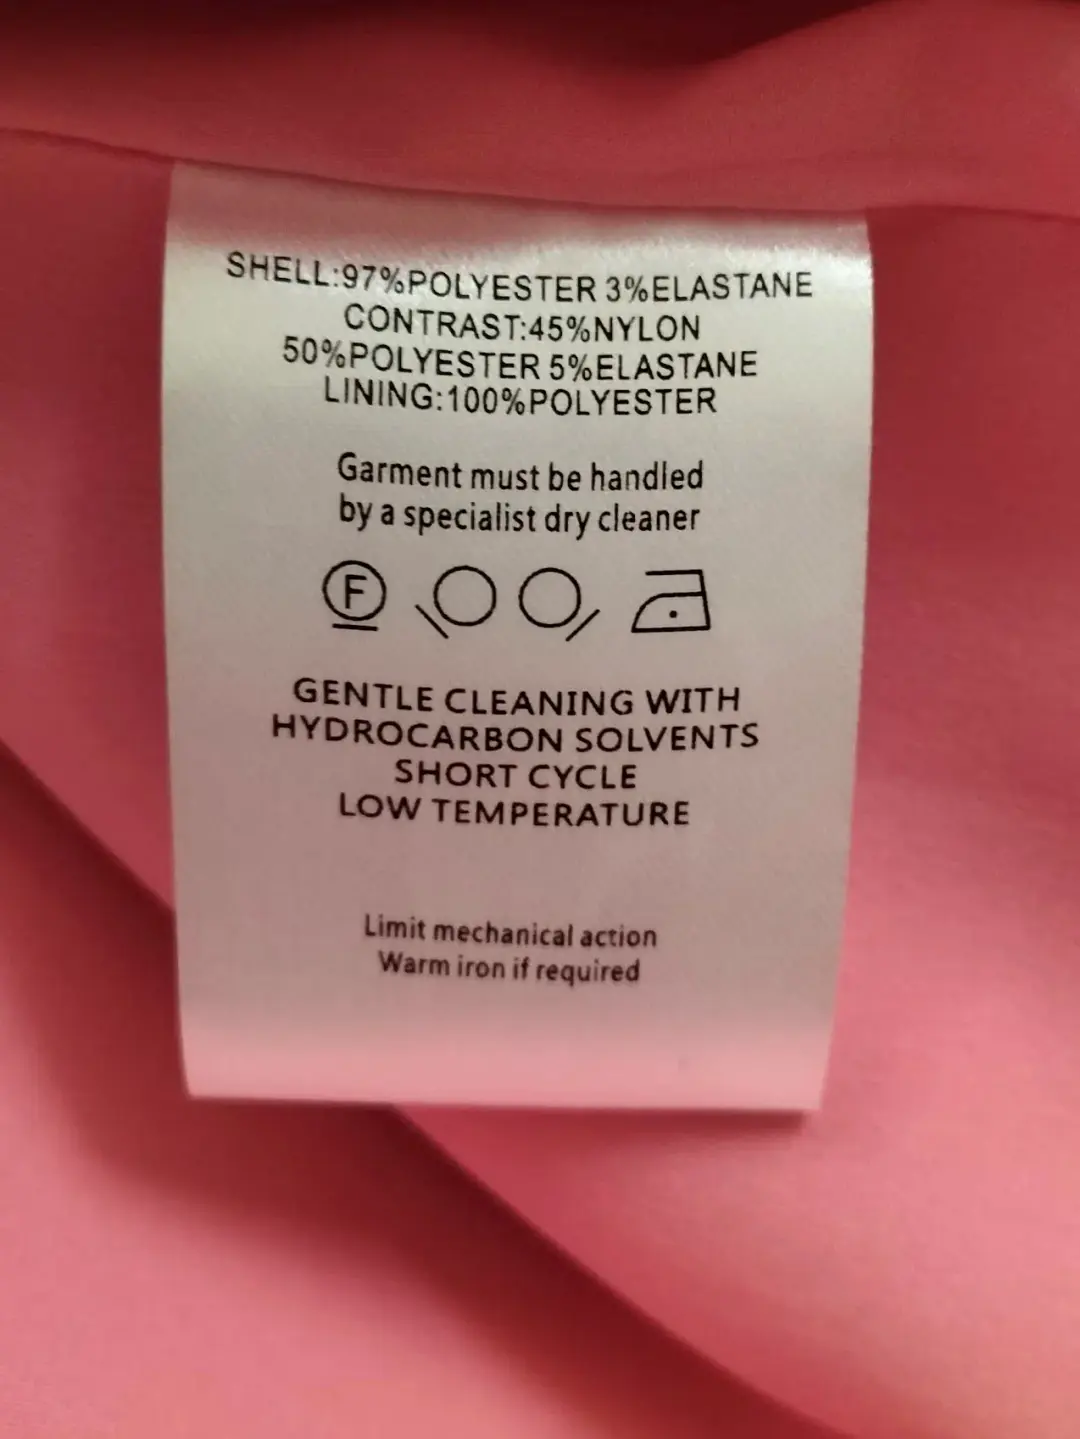 SHELL:97%POLYESTER 3%ELASTANE
CONTRAST:45%NYLON
50%POLYESTER 5%ELASTANE
LINING:100%POLYESTER
Garment must be handled
by a specialist dry cleaner
F
GENTLE CLEANING WITH
HYDROCARBON SOLVENTS
SHORT CYCLE
LOW TEMPERATURE
Limit mechanical action
Warm iron if required